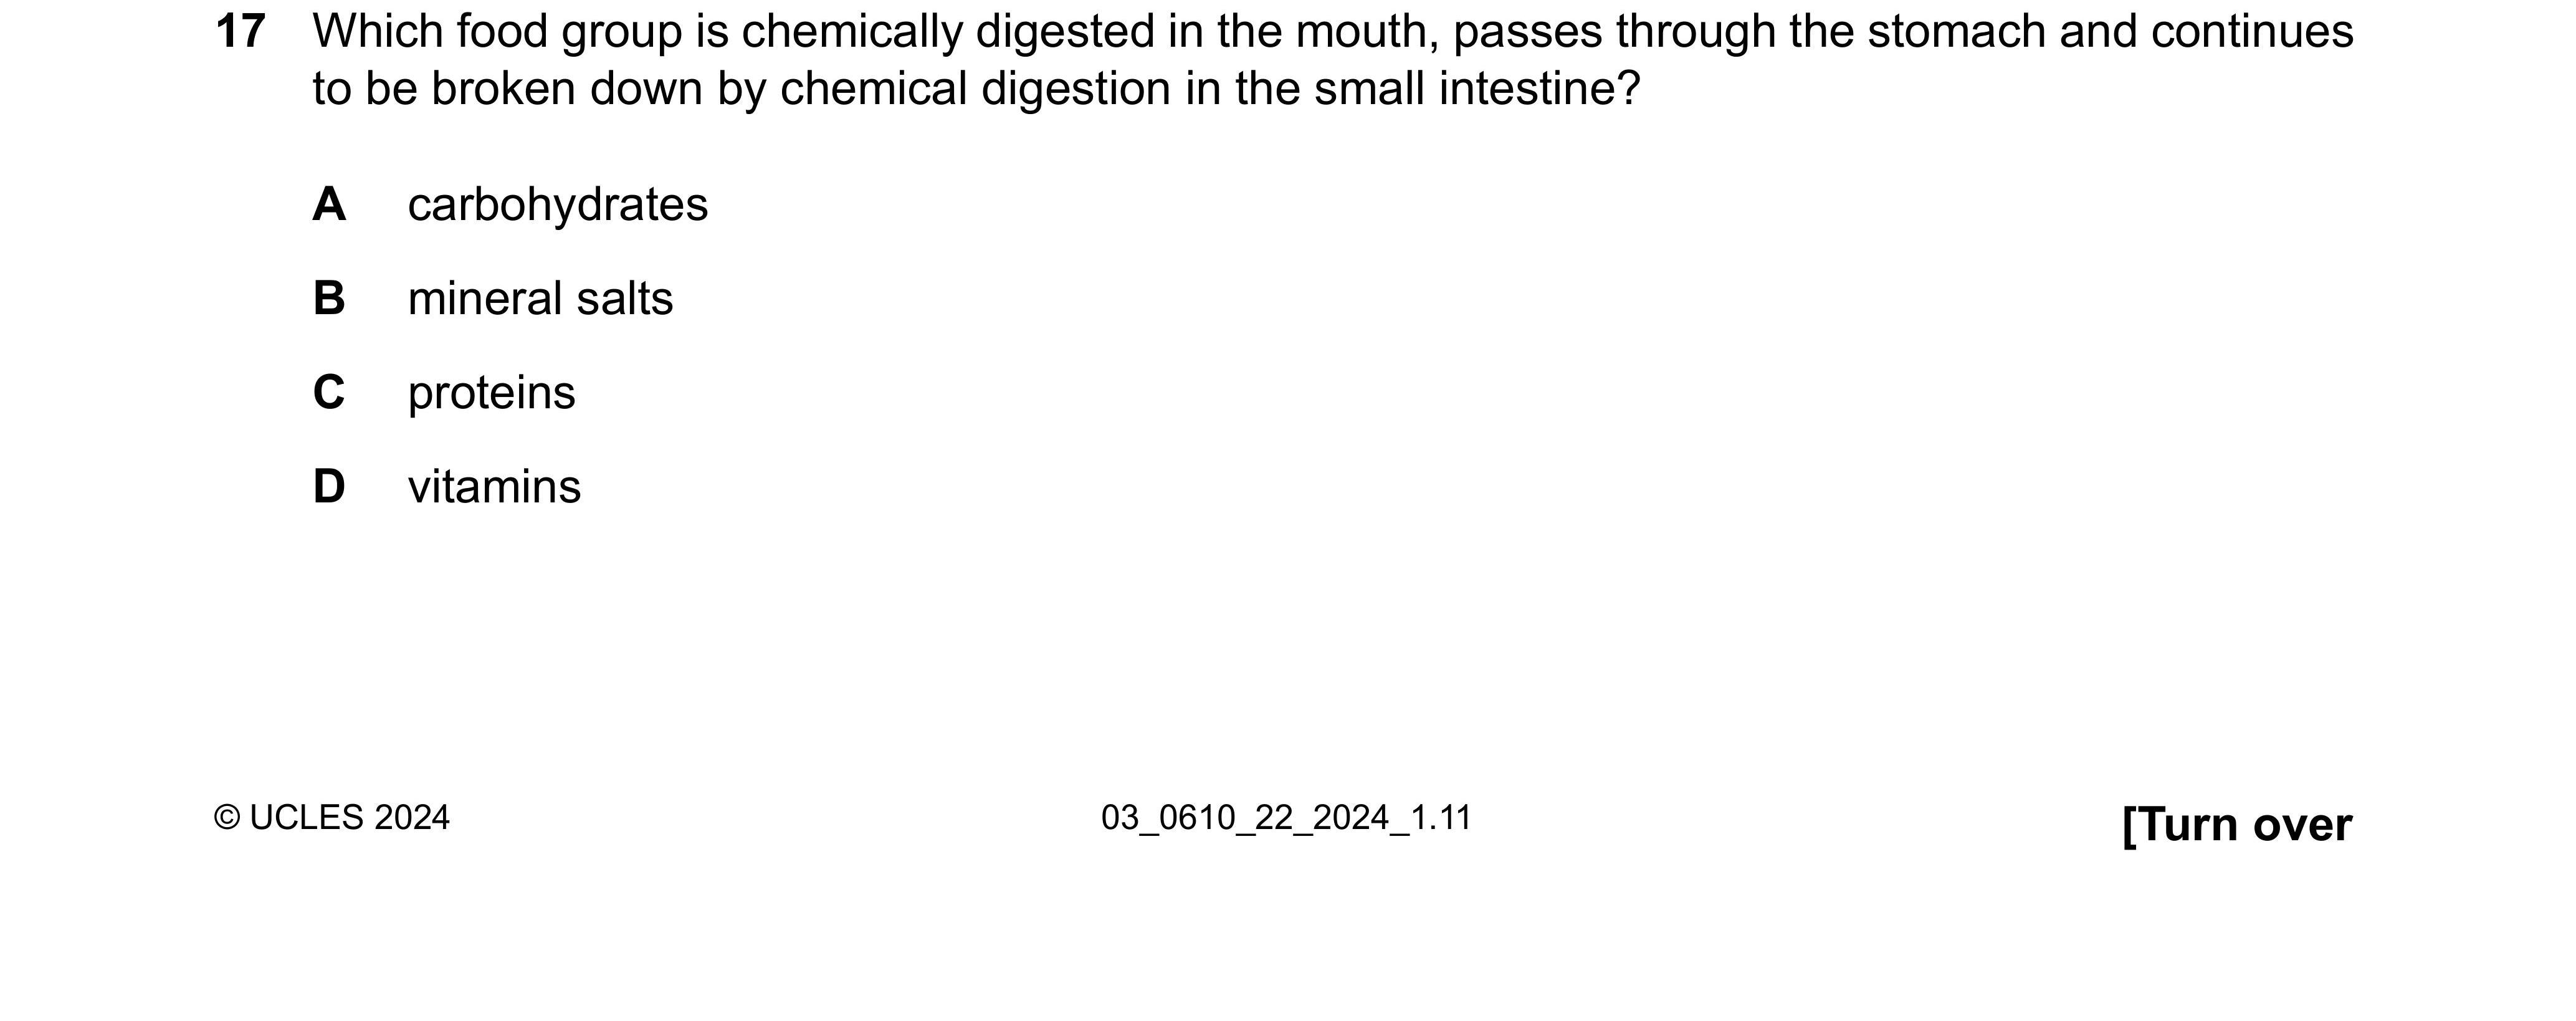 17 Which food group is chemically digested in the mouth, passes through the stomach and continues
to be broken down by chemical digestion in the small intestine?
A carbohydrates
B mineral salts
C proteins
D vitamins
© UCLES 2024 03_0610_22_2024_1.11 [Turn over